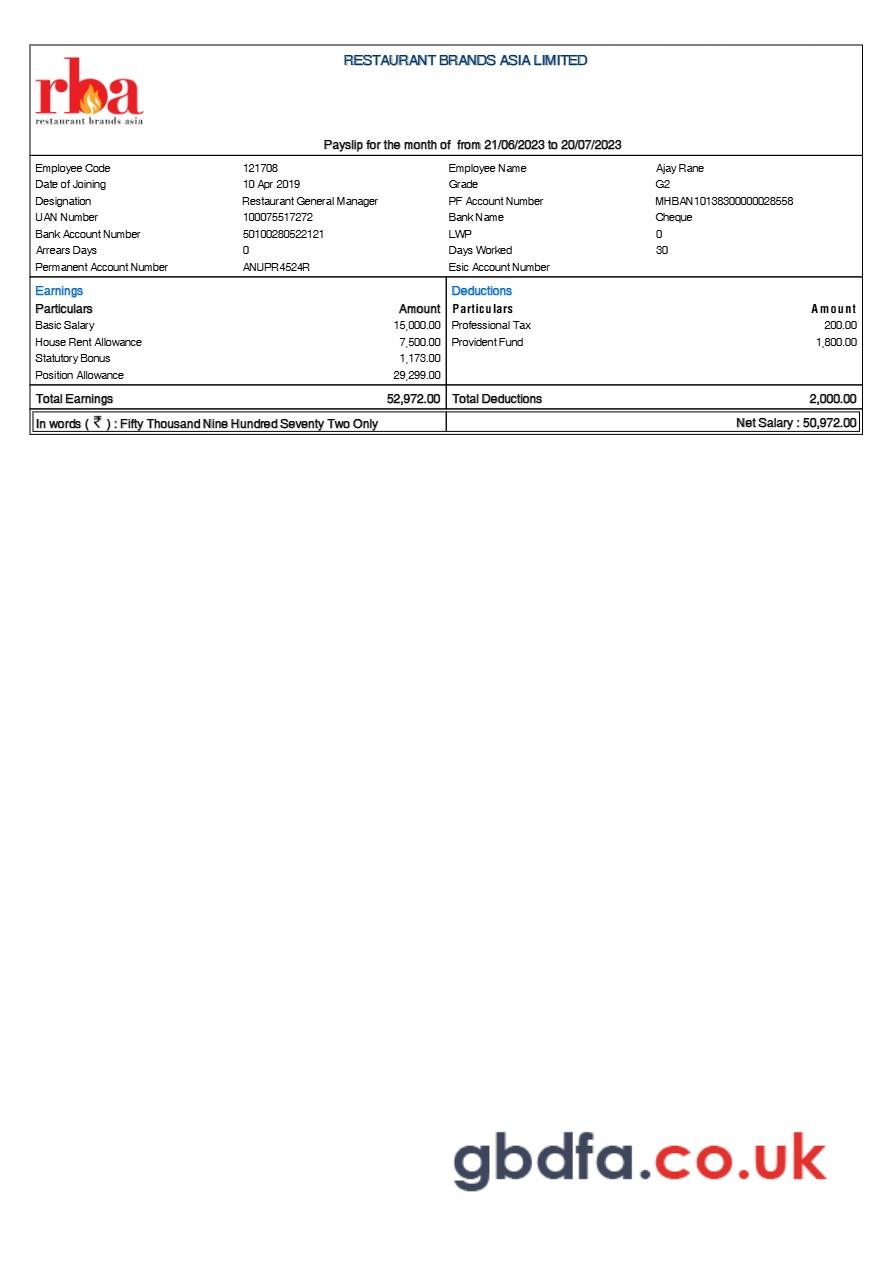 RESTAURANT BRANDS ASIA LIMITED
rba
restaurant brands asia
Payslip for the month of from 21/06/2023 to 20/07/2023
Employee Code 121708 Employee Name Ajay Rane
Date of Joining 10 Apr 2019 Grade G2
Designation Restaurant General Manager PF Account Number MHBAN10138300000028558
UAN Number 100075517272 Bank Name Cheque
Bank Account Number 50100280522121 LWP 0
Arrears Days 0 Days Worked 30
Permanent Account Number ANUPR4524R Esic Account Number
Earnings Deductions
Particulars Amount Particulars Amount
Basic Salary 15,000.00 Professional Tax 200.00
House Rent Allowance 7,500.00 Provident Fund 1,800.00
Statutory Bonus 1,173.00
Position Allowance 29,299.00
Total Earnings 52,972.00 Total Deductions 2,000.00
In words ( ₹ ) : Fifty Thousand Nine Hundred Seventy Two Only Net Salary : 50,972.00
gbdfa.co.uk